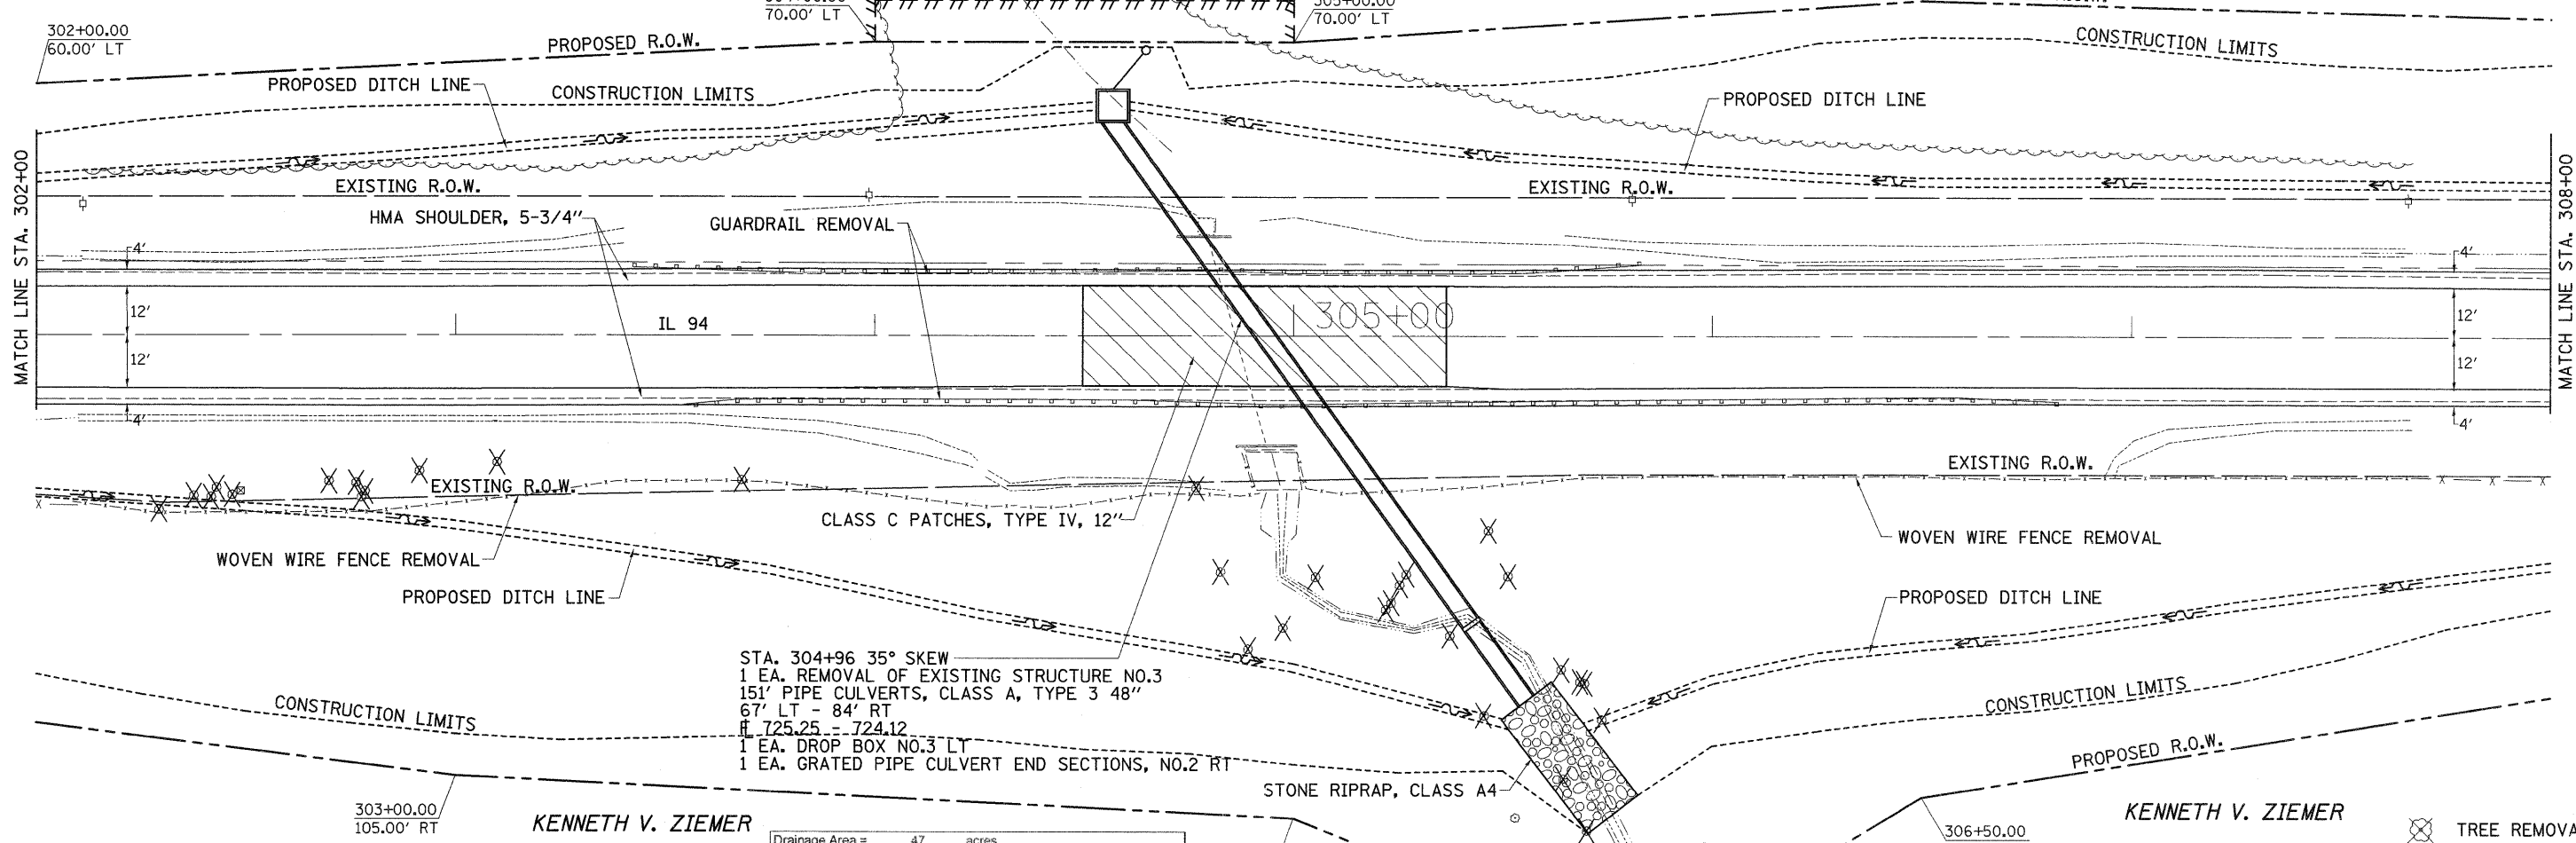 70.00' LT
70.00' LT
302+00.00
60.00' LT
PROPOSED R.O.W.
CONSTRUCTION LIMITS
PROPOSED DITCH LINE
CONSTRUCTION LIMITS
PROPOSED DITCH LINE
MATCH LINE STA. 302+00
MATCH LINE STA. 308+00
EXISTING R.O.W.
EXISTING R.O.W.
HMA SHOULDER, 5-3/4"
GUARDRAIL REMOVAL
4'
4'
12'
IL 94
305+00
12'
12'
12'
4'
4'
EXISTING R.O.W.
EXISTING R.O.W.
CLASS C PATCHES, TYPE IV, 12"
WOVEN WIRE FENCE REMOVAL
WOVEN WIRE FENCE REMOVAL
PROPOSED DITCH LINE
PROPOSED DITCH LINE
STA. 304+96 35° SKEW
1 EA. REMOVAL OF EXISTING STRUCTURE NO.3
151' PIPE CULVERTS, CLASS A, TYPE 3 48"
67' LT - 84' RT
725.25 - 724.12
1 EA. DROP BOX NO.3 LT
1 EA. GRATED PIPE CULVERT END SECTIONS, NO.2 RT
CONSTRUCTION LIMITS
CONSTRUCTION LIMITS
PROPOSED R.O.W.
STONE RIPRAP, CLASS A4
303+00.00
105.00' RT
KENNETH V. ZIEMER
KENNETH V. ZIEMER
306+50.00
TREE REMOVA
Drainage Area = 47 acres